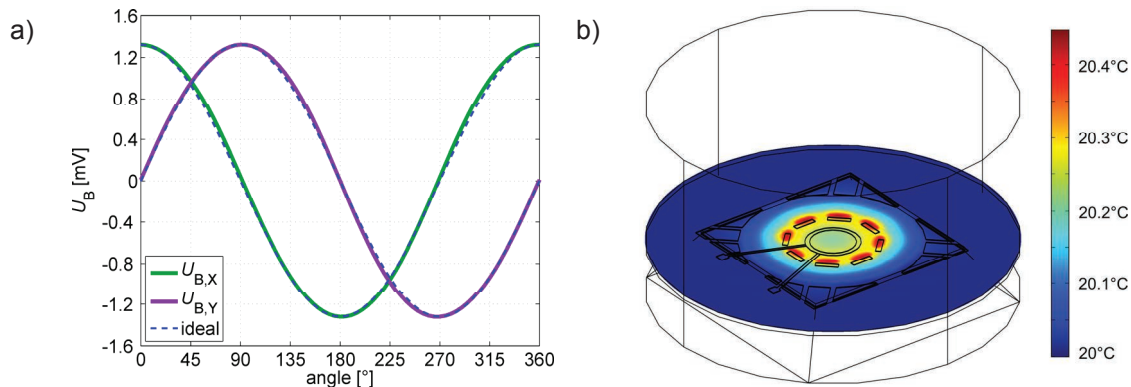 a)
1.6
1.2
0.8
0.4
0
-0.4
-0.8
-1.2
-1.6
U_B [mV]
U_B,X
U_B,Y
ideal
0 45 90 135 180 225 270 315 360
angle [°]
b)
20.4°C
20.3°C
20.2°C
20.1°C
20°C